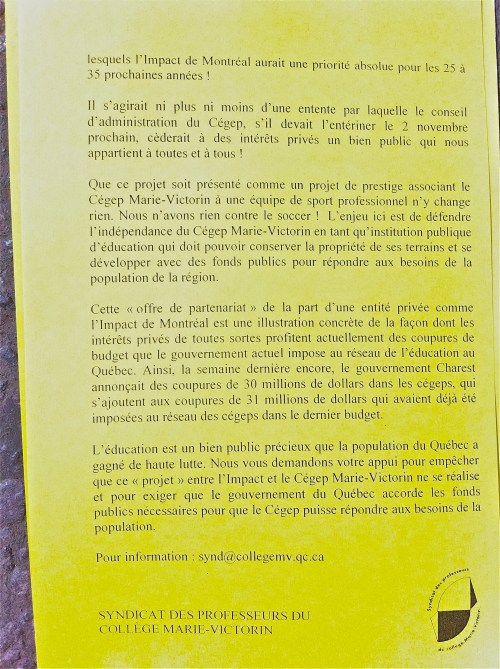 lesquels l'Impact de Montréal aurait une priorité absolue pour les 25 à
35 prochaines années !
Il s'agirait ni plus ni moins d'une entente par laquelle le conseil
d'administration du Cégep, s'il devait l'entériner le 2 novembre
prochain, cèderait à des intérêts privés un bien public qui nous
appartient à toutes et à tous !
Que ce projet soit présenté comme un projet de prestige associant le
Cégep Marie-Victorin à une équipe de sport professionnel n'y change
rien. Nous n'avons rien contre le soccer ! L'enjeu ici est de défendre
l'indépendance du Cégep Marie-Victorin en tant qu'institution publique
d'éducation qui doit pouvoir conserver la propriété de ses terrains et se
développer avec des fonds publics pour répondre aux besoins de la
population de la région.
Cette « offre de partenariat » de la part d'une entité privée comme
l'Impact de Montréal est une illustration concrète de la façon dont les
intérêts privés de toutes sortes profitent actuellement des coupures de
budget que le gouvernement actuel impose au réseau de l'éducation au
Québec. Ainsi, la semaine dernière encore, le gouvernement Charest
annonçait des coupures de 30 millions de dollars dans les cégeps, qui
s'ajoutent aux coupures de 31 millions de dollars qui avaient déjà été
imposées au réseau des cégeps dans le dernier budget.
L'éducation est un bien public précieux que la population du Québec a
gagné de haute lutte. Nous vous demandons votre appui pour empêcher
que ce « projet » entre l'Impact et le Cégep Marie-Victorin ne se réalise
et pour exiger que le gouvernement du Québec accorde les fonds
publics nécessaires pour que le Cégep puisse répondre aux besoins de la
population.
Pour information : synd@collegemv.qc.ca
SYNDICAT DES PROFESSEURS DU
COLLÈGE MARIE-VICTORIN
Syndicat des professeurs
du collège Marie-Victorin